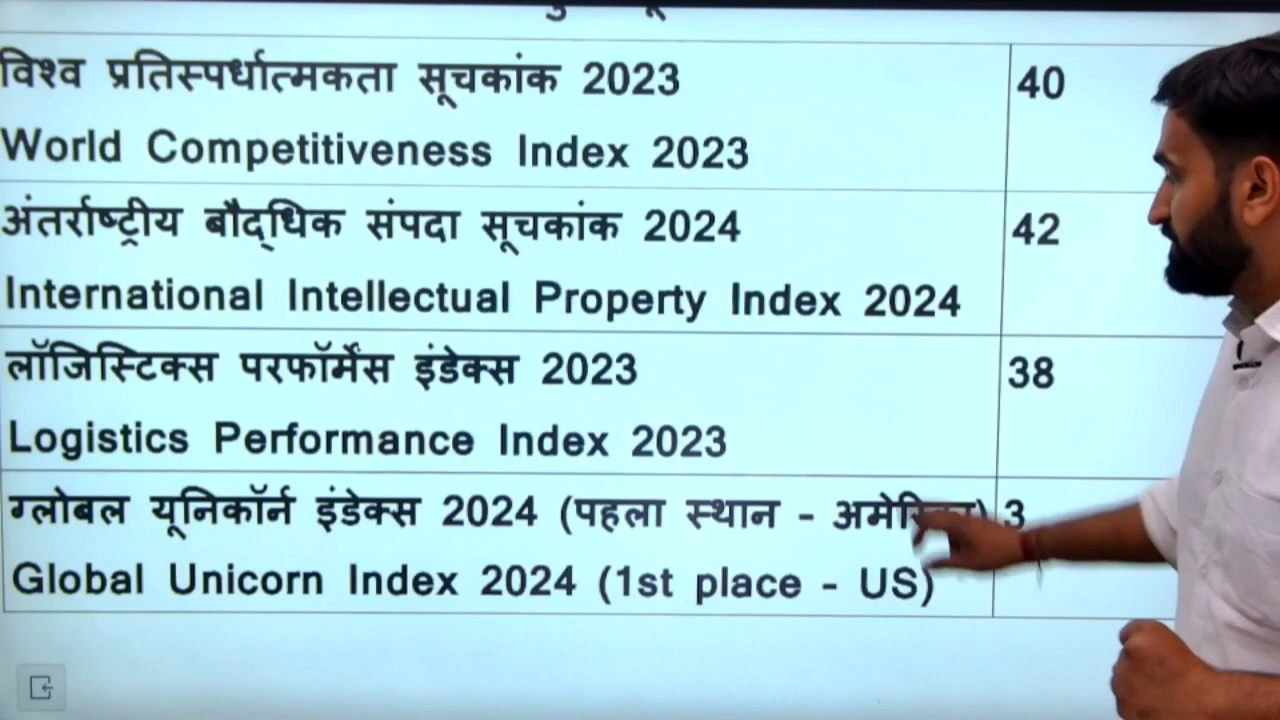 विश्व प्रतिस्पर्धात्मकता सूचकांक 2023 40
World Competitiveness Index 2023
अंतर्राष्ट्रीय बौद्धिक संपदा सूचकांक 2024 42
International Intellectual Property Index 2024
लॉजिस्टिक्स परफॉर्मेंस इंडेक्स 2023 38
Logistics Performance Index 2023
ग्लोबल यूनिकॉर्न इंडेक्स 2024 (पहला स्थान - अमेरिका) 3
Global Unicorn Index 2024 (1st place - US)